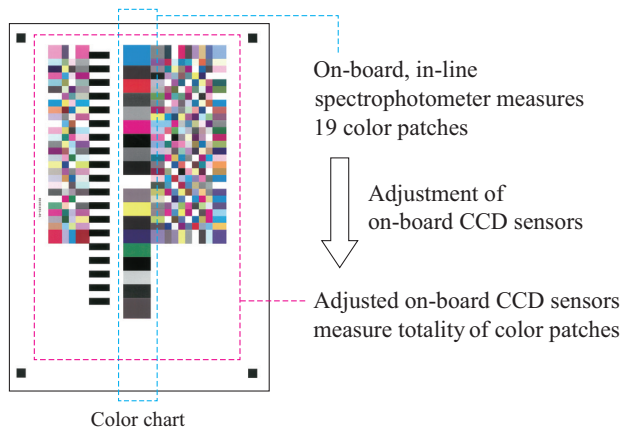 On-board, in-line
spectrophotometer measures
19 color patches
Adjustment of
on-board CCD sensors
Adjusted on-board CCD sensors
measure totality of color patches
Color chart